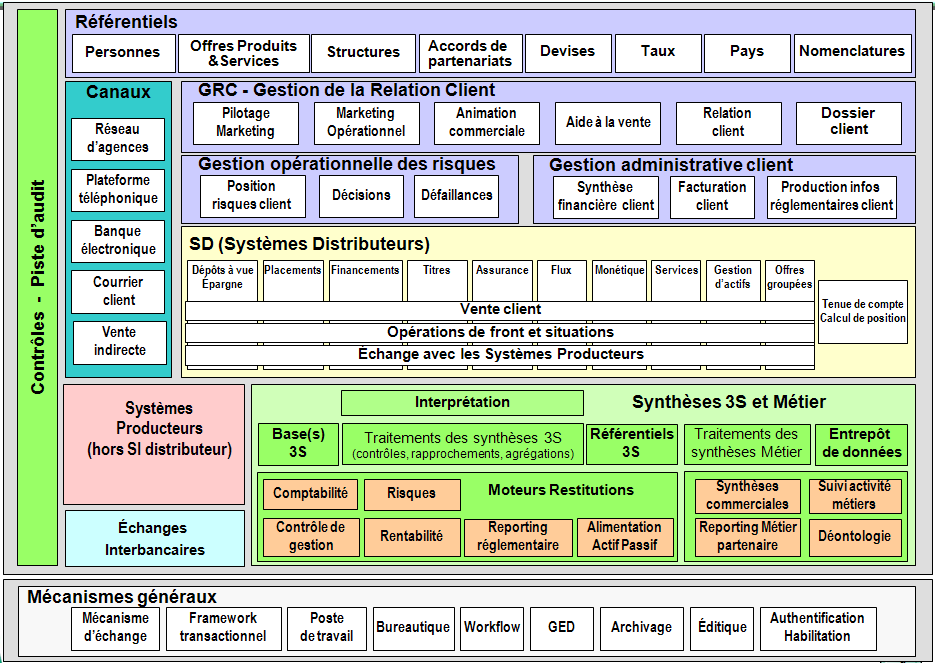 Référentiels
Personnes
Offres Produits
& Services
Structures
Accords de
partenariats
Devises
Taux
Pays
Nomenclatures
Contrôles - Piste d'audit
Canaux
Réseau
d'agences
Plateforme
téléphonique
Banque
électronique
Courrier
client
Vente
indirecte
GRC - Gestion de la Relation Client
Pilotage
Marketing
Marketing
Opérationnel
Animation
commerciale
Aide à la vente
Relation
client
Dossier
client
Gestion opérationnelle des risques
Position
risques client
Décisions
Défaillances
Gestion administrative client
Synthèse
financière client
Facturation
client
Production infos
réglementaires client
SD (Systèmes Distributeurs)
Dépôts à vue
Épargne
Placements
Financements
Titres
Assurance
Flux
Monétique
Services
Gestion
d'actifs
Offres
groupées
Vente client
Opérations de front et situations
Échange avec les Systèmes Producteurs
Tenue de compte
Calcul de position
Systèmes
Producteurs
(hors SI distributeur)
Échanges
Interbancaires
Interprétation
Synthèses 3S et Métier
Base(s)
3S
Traitements des synthèses 3S
(contrôles, rapprochements, agrégations)
Référentiels
3S
Traitements des
synthèses Métier
Entrepôt
de données
Comptabilité
Risques
Moteurs Restitutions
Contrôle de
gestion
Rentabilité
Reporting
réglementaire
Alimentation
Actif Passif
Synthèses
commerciales
Suivi activité
métiers
Reporting Métier
partenaire
Déontologie
Mécanismes généraux
Mécanisme
d'échange
Framework
transactionnel
Poste
de travail
Bureautique
Workflow
GED
Archivage
Éditique
Authentification
Habilitation